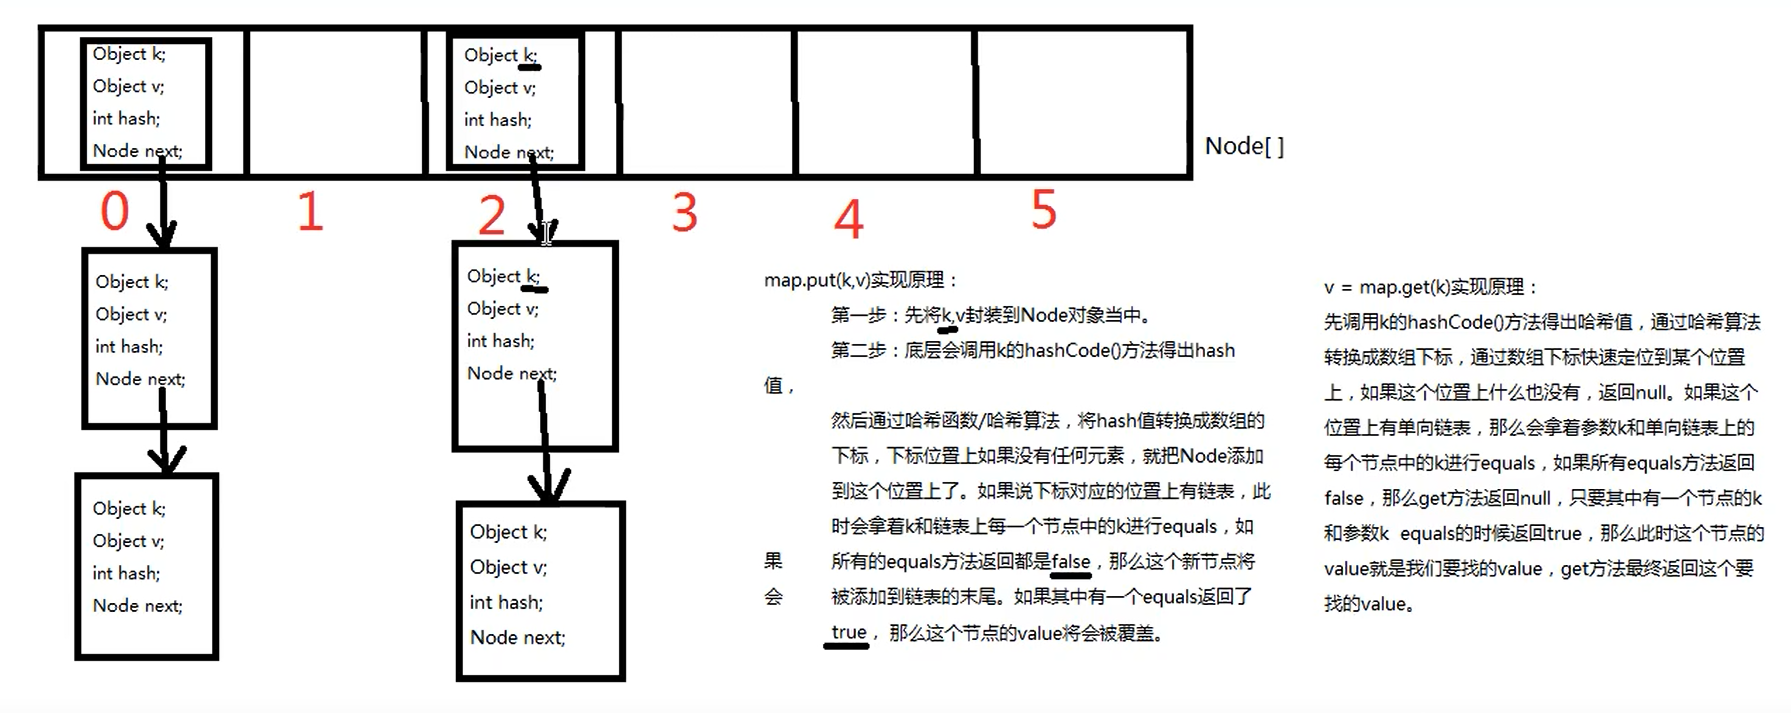 Object k;
Object v;
int hash;
Node next;
Object k;
Object v;
int hash;
Node next;
Node[ ]
0
1
2
3
4
5
Object k;
Object v;
int hash;
Node next;
Object k;
Object v;
int hash;
Node next;
Object k;
Object v;
int hash;
Node next;
Object k;
Object v;
int hash;
Node next;
map.put(k,v)实现原理：
第一步：先将k,v封装到Node对象当中。
第二步：底层会调用k的hashCode()方法得出hash
值，
然后通过哈希函数/哈希算法，将hash值转换成数组的
下标，下标位置上如果没有任何元素，就把Node添加
到这个位置上了。如果说下标对应的位置上有链表，此
时会拿着k和链表上每一个节点中的k进行equals，如
果 所有的equals方法返回都是false，那么这个新节点将
会 被添加到链表的末尾。如果其中有一个equals返回了
true，那么这个节点的value将会被覆盖。
v = map.get(k)实现原理：
先调用k的hashCode()方法得出哈希值，通过哈希算法
转换成数组下标，通过数组下标快速定位到某个位置
上，如果这个位置上什么也没有，返回null。如果这个
位置上有单向链表，那么会拿着参数k和单向链表上的
每个节点中的k进行equals，如果所有equals方法返回
false，那么get方法返回null，只要其中有一个节点的k
和参数k equals的时候返回true，那么此时这个节点的
value就是我们要找的value，get方法最终返回这个要
找的value。